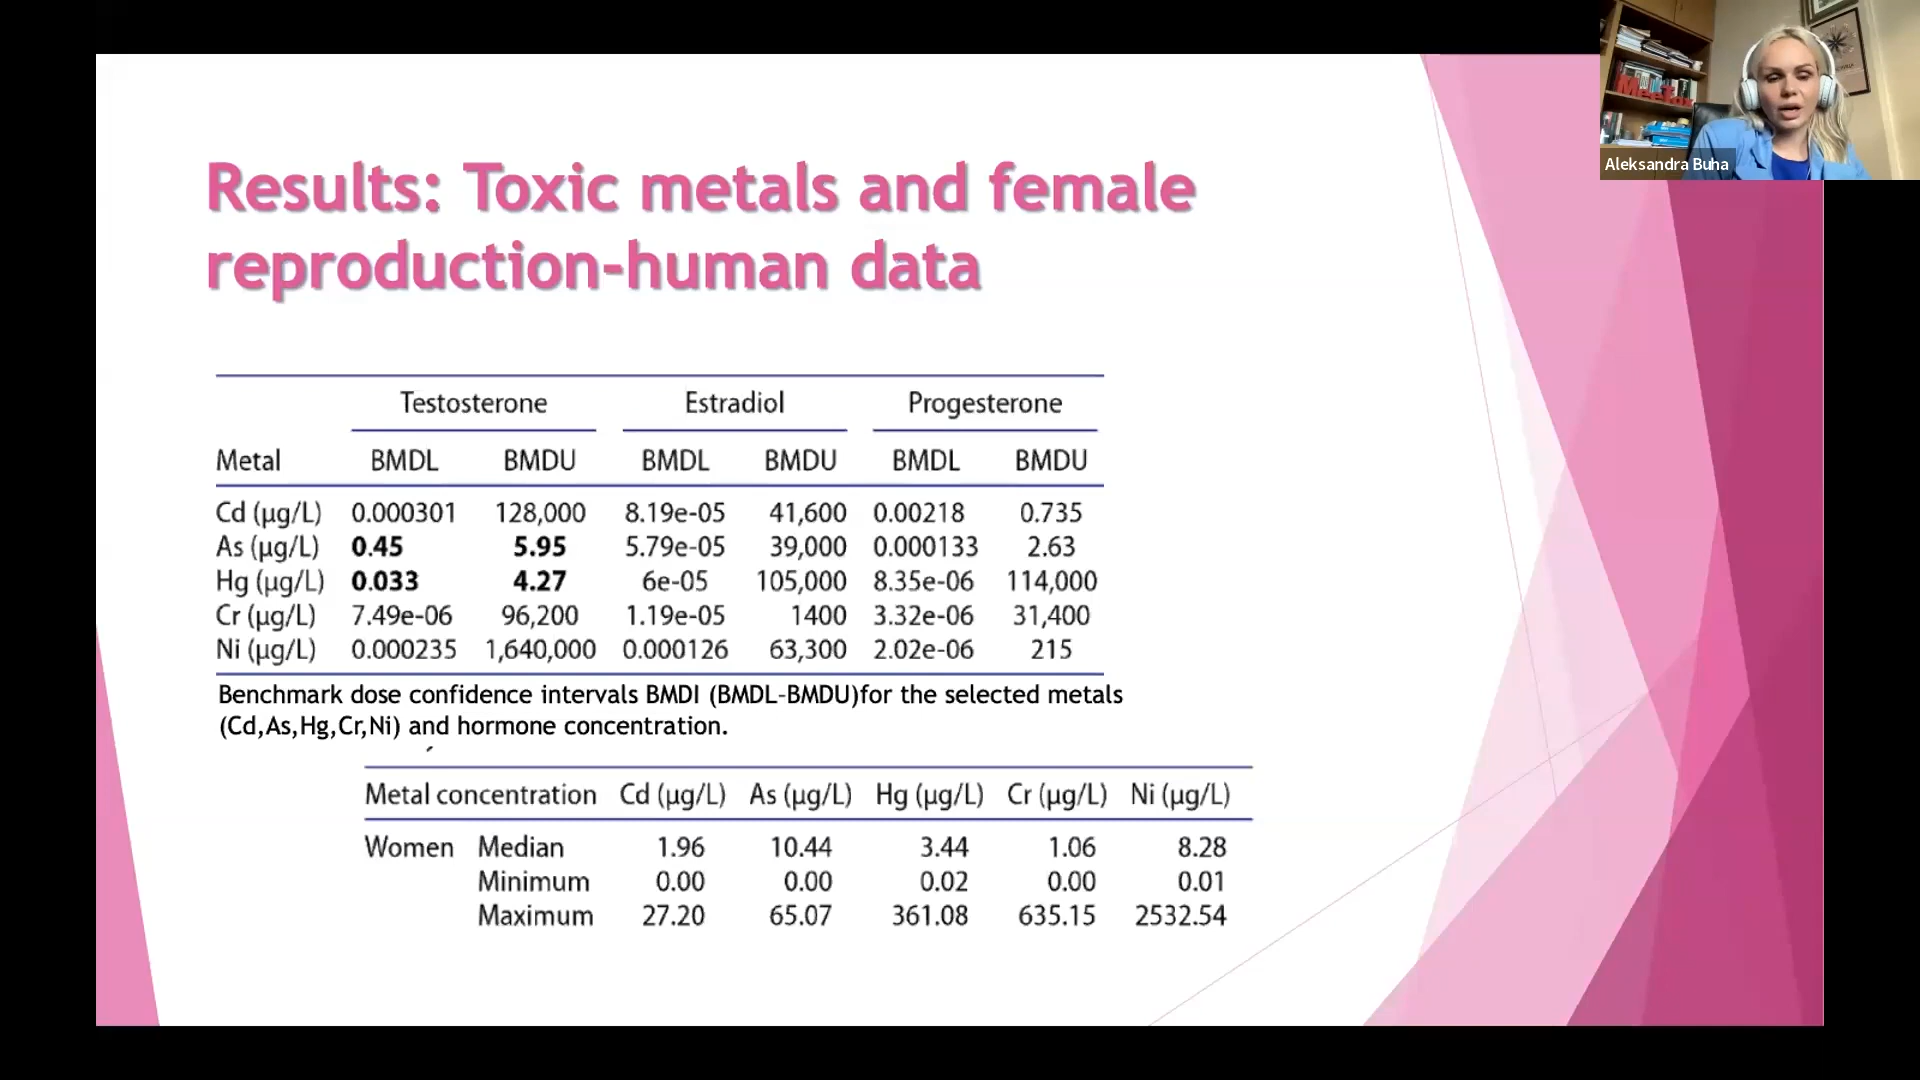 Results: Toxic metals and female
reproduction-human data
Testosterone Estradiol Progesterone
Metal BMDL BMDU BMDL BMDU BMDL BMDU
Cd (µg/L) 0.000301 128,000 8.19e-05 41,600 0.00218 0.735
As (µg/L) 0.45 5.95 5.79e-05 39,000 0.000133 2.63
Hg (µg/L) 0.033 4.27 6e-05 105,000 8.35e-06 114,000
Cr (µg/L) 7.49e-06 96,200 1.19e-05 1400 3.32e-06 31,400
Ni (µg/L) 0.000235 1,640,000 0.000126 63,300 2.02e-06 215
Benchmark dose confidence intervals BMDI (BMDL-BMDU)for the selected metals
(Cd,As,Hg,Cr,Ni) and hormone concentration.
Metal concentration Cd (µg/L) As (µg/L) Hg (µg/L) Cr (µg/L) Ni (µg/L)
Women Median 1.96 10.44 3.44 1.06 8.28
Minimum 0.00 0.00 0.02 0.00 0.01
Maximum 27.20 65.07 361.08 635.15 2532.54
MeeTox
Aleksandra Buha